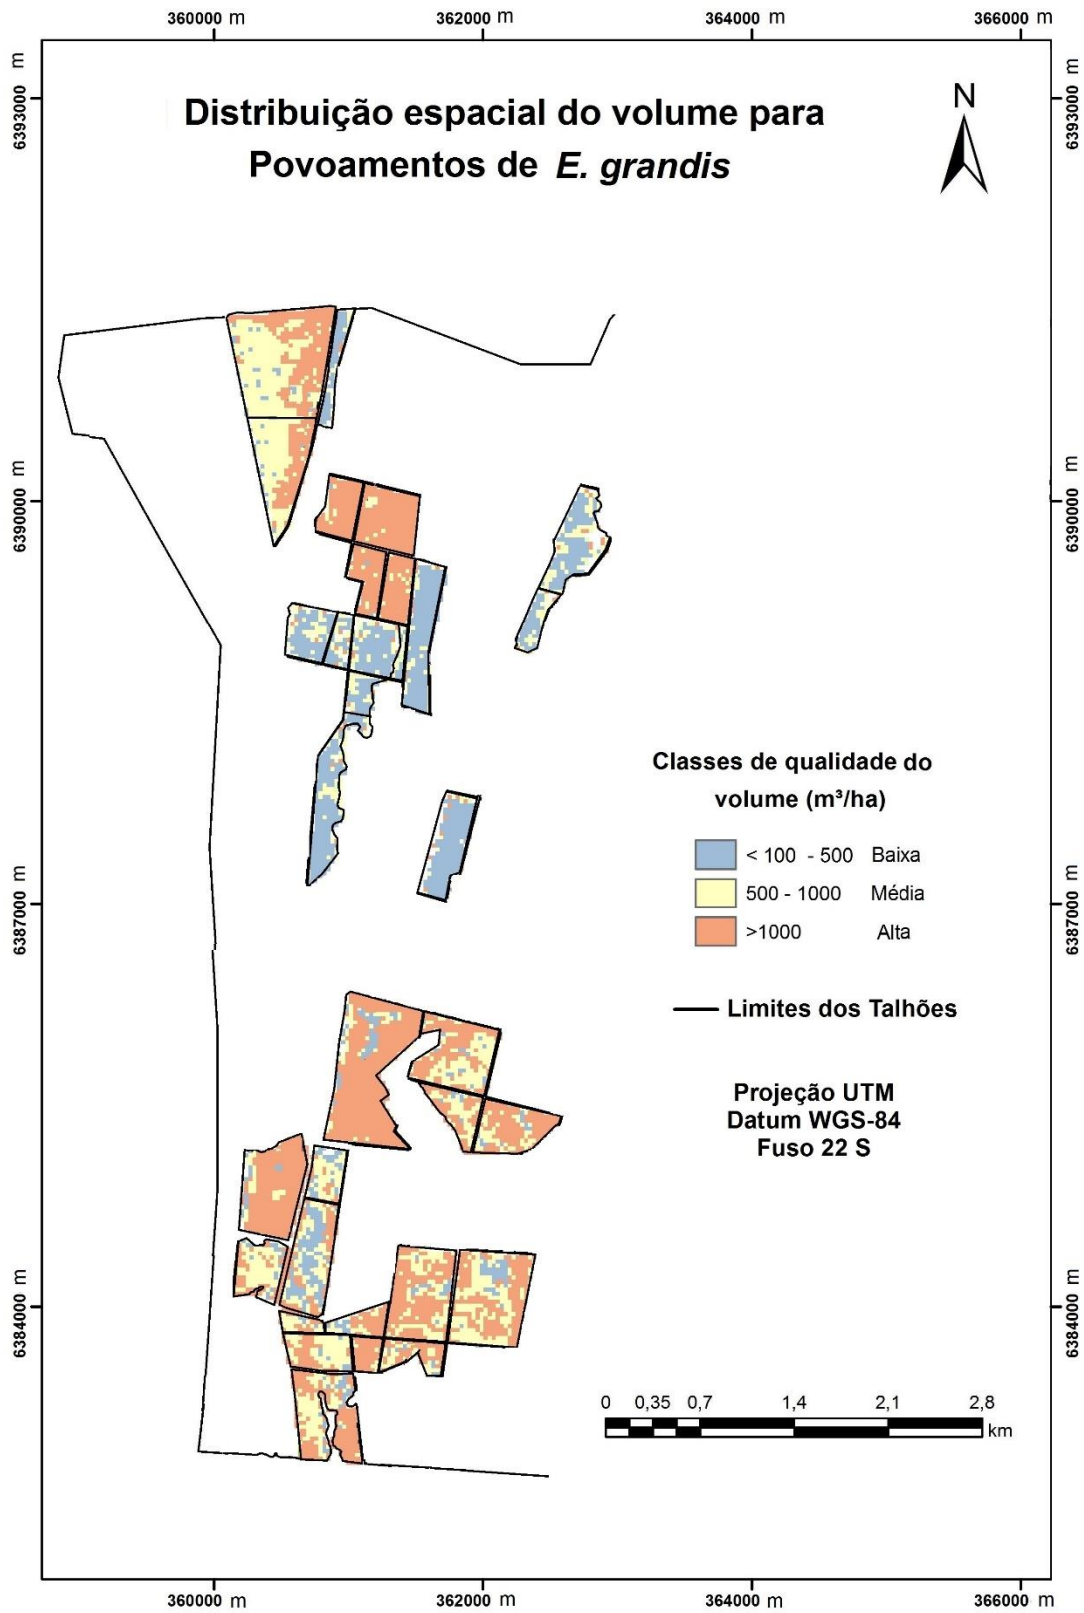 360000 m
362000 m
364000 m
366000 m
6393000 m
6393000 m
Distribuição espacial do volume para
Povoamentos de E. grandis
N
6390000 m
6390000 m
Classes de qualidade do
volume (m³/ha)
< 100 - 500 Baixa
500 - 1000 Média
>1000 Alta
6387000 m
6387000 m
Limites dos Talhões
Projeção UTM
Datum WGS-84
Fuso 22 S
6384000 m
6384000 m
0 0,35 0,7 1,4 2,1 2,8
km
360000 m
362000 m
364000 m
366000 m